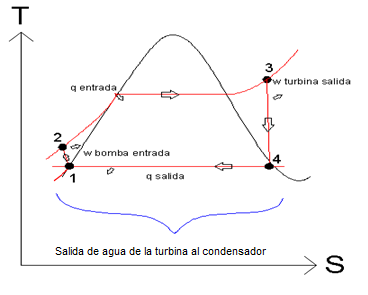 T
3
q entrada
w turbina salida
2
w bomba entrada
1
4
q salida
Salida de agua de la turbina al condensador
S